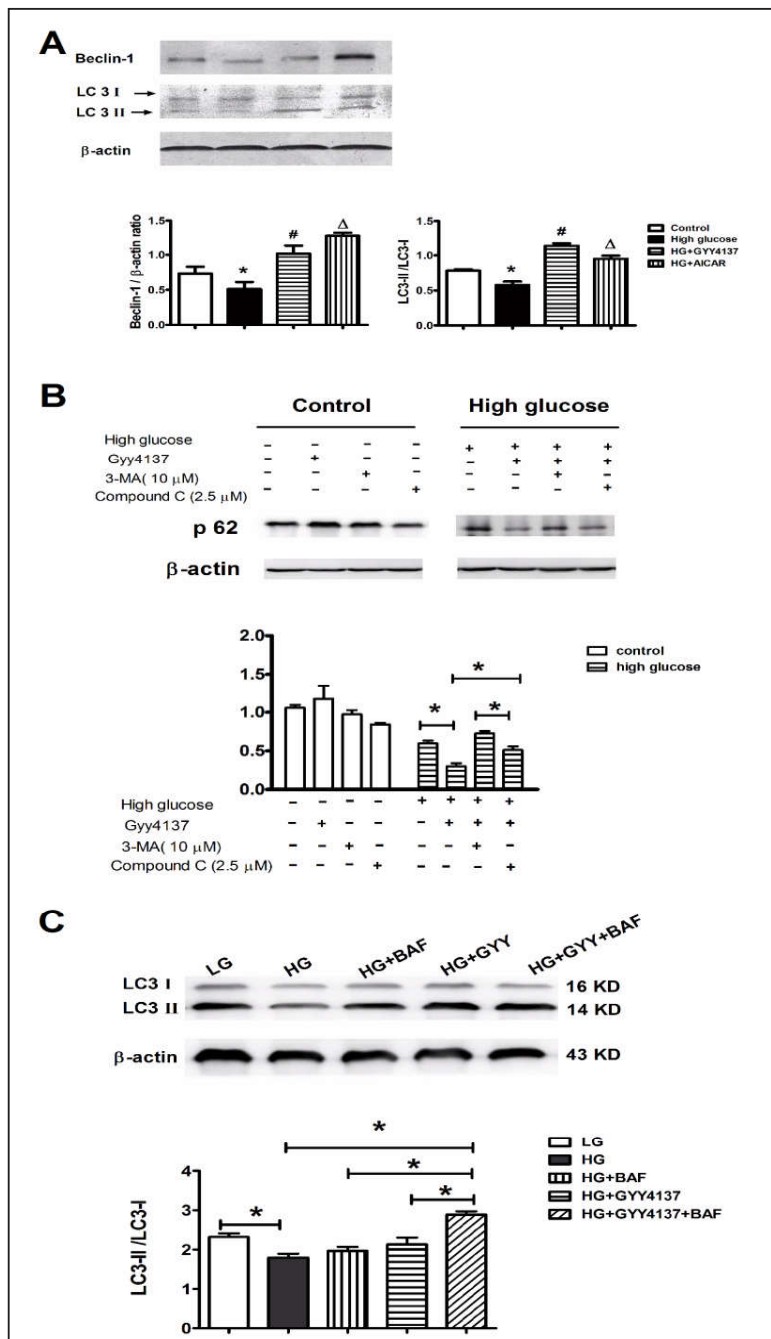 A
Beclin-1
LC 3 I
LC 3 II
β-actin
Beclin-1 / β-actin ratio
1.5
1.0
0.5
0.0
*
#
Δ
LC3-II /LC3-I
1.5
1.0
0.5
0.0
*
#
Δ
Control
High glucose
HG+GYY4137
HG+AICAR
B
Control High glucose
High glucose - - - - + + + +
Gyy4137 - + - - - + + +
3-MA( 10 μM) - - + - - - + -
Compound C (2.5 μM) - - - + - - - +
p 62
β-actin
2.0
1.5
1.0
0.5
0.0
*
*
*
control
high glucose
High glucose - - - - + + + +
Gyy4137 - + - - - + + +
3-MA( 10 μM) - - + - - - + -
Compound C (2.5 μM) - - - + - - - +
C
LG HG HG+BAF HG+GYY HG+GYY+BAF
LC3 I 16 KD
LC3 II 14 KD
β-actin 43 KD
LC3-II /LC3-I
4
3
2
1
0
*
*
*
*
LG
HG
HG+BAF
HG+GYY4137
HG+GYY4137+BAF